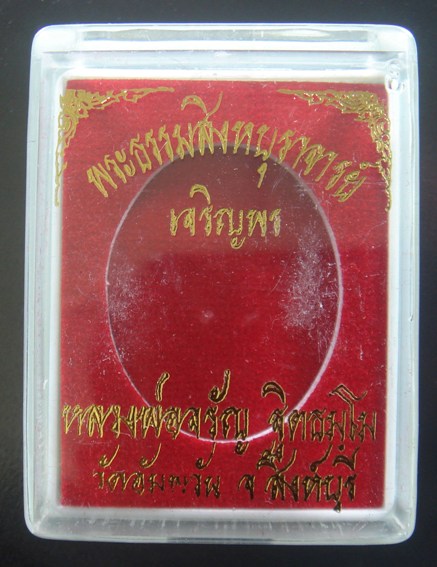 พระธรรมสิงหบุราจารย์
เจริญพร
หลวงพ่อจรัญ ฐิตธมฺโม
วัดอัมพวัน จ สิงห์บุรี